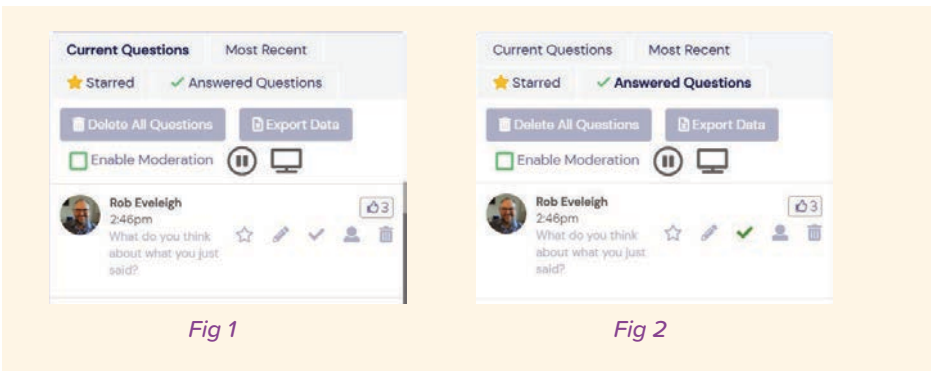 Current Questions Most Recent
Starred Answered Questions
Delete All Questions Export Data
Enable Moderation
Rob Eveleigh
2:46pm
3
What do you think
about what you just
said?
Fig 1
Current Questions Most Recent
Starred Answered Questions
Delete All Questions Export Data
Enable Moderation
Rob Eveleigh
2:46pm
3
What do you think
about what you just
said?
Fig 2